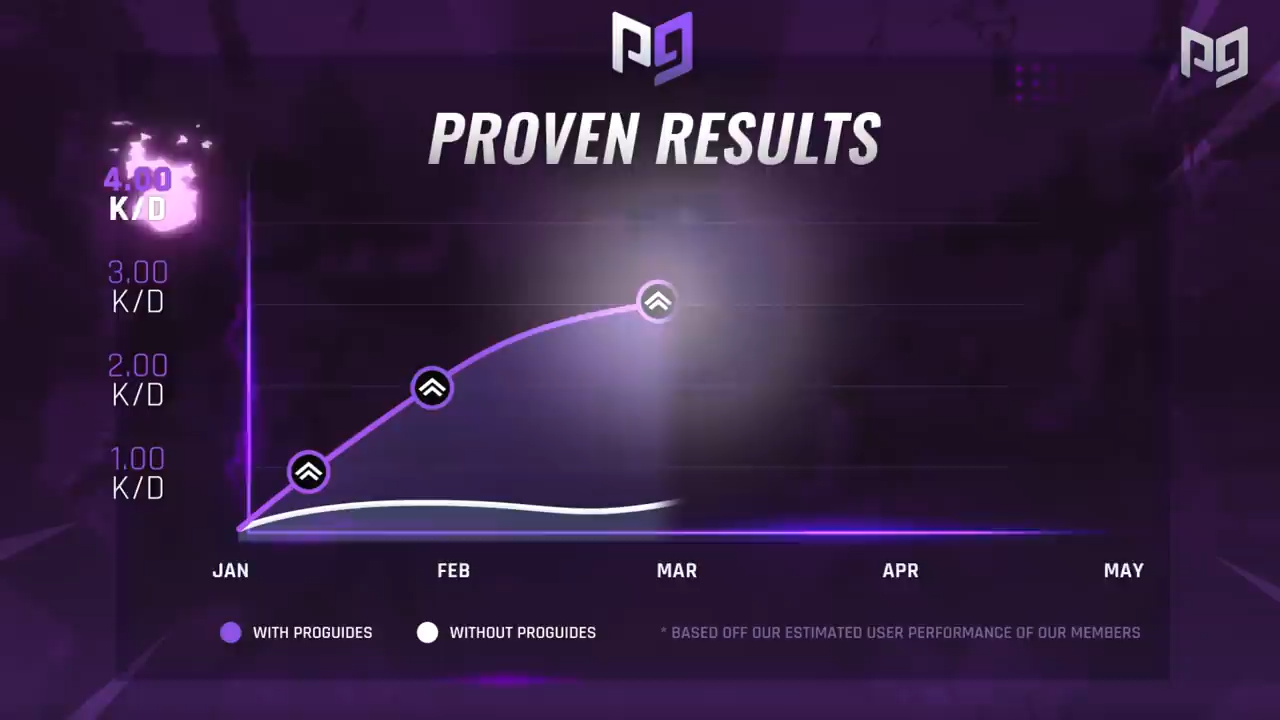 PG
PG
PROVEN RESULTS
4.00
K/D
3.00
K/D
2.00
K/D
1.00
K/D
JAN FEB MAR APR MAY
WITH PROGUIDES WITHOUT PROGUIDES * BASED OFF OUR ESTIMATED USER PERFORMANCE OF OUR MEMBERS